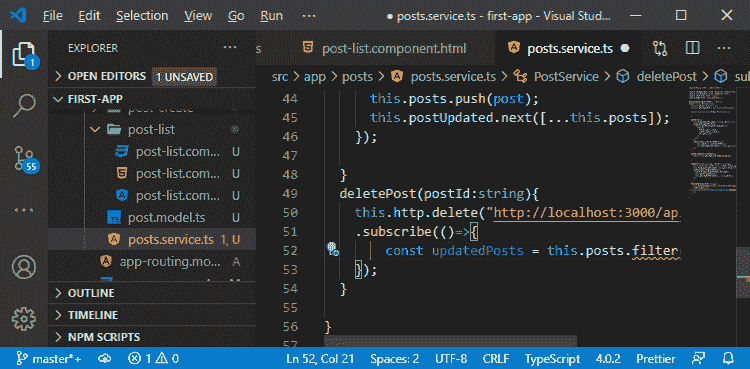 File Edit Selection View Go Run ··· posts.service.ts - first-app - Visual Stud...
EXPLORER ···
OPEN EDITORS 1 UNSAVED
FIRST-APP
post-list
post-list.com... U
post-list.com... U
post-list.com... U
post.model.ts U
posts.service.ts 1, U
app-routing.mo... A
OUTLINE
TIMELINE
NPM SCRIPTS
1
55
s post-list.component.html posts.service.ts
src > app > posts > posts.service.ts > PostService > deletePost > su
44 this.posts.push(post);
45 this.postUpdated.next([...this.posts]);
46 });
47
48 }
49 deletePost(postId:string){
50 this.http.delete("http://localhost:3000/ap
51 .subscribe(()=>{
52 const updatedPosts = this.posts.filter
53 });
54 }
55
56 }
57
master*+ 1 0 Ln 52, Col 21 Spaces: 2 UTF-8 CRLF TypeScript 4.0.2 Prettier